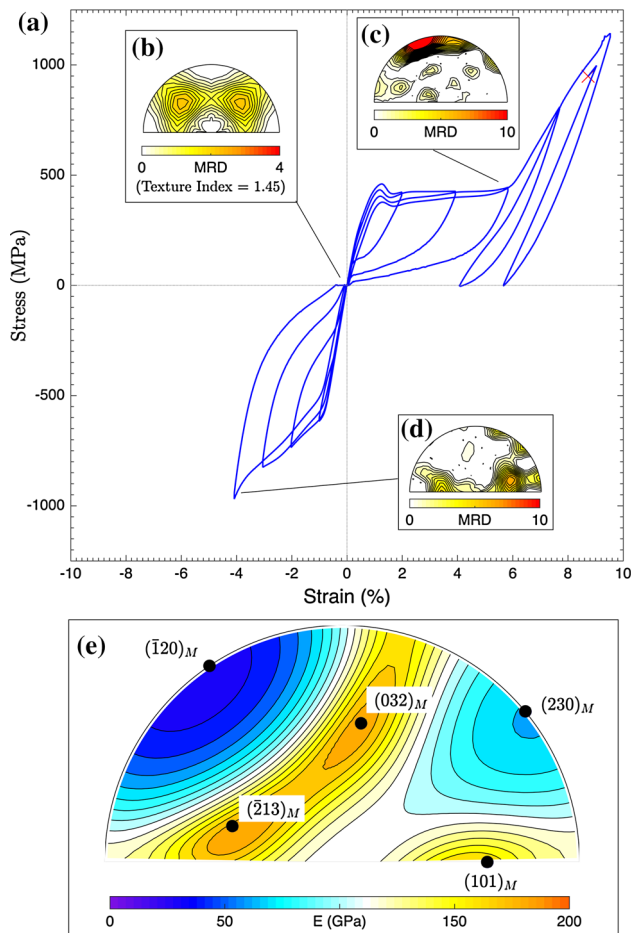 (a)
(b)
0 MRD 4
(Texture Index = 1.45)
(c)
0 MRD 10
(d)
0 MRD 10
1000
500
0
-500
-1000
Stress (MPa)
-10 -8 -6 -4 -2 0 2 4 6 8 10
Strain (%)
(e)
(1̄20)M
(032)M
(230)M
(2̄13)M
(101)M
0 50 E (GPa) 150 200